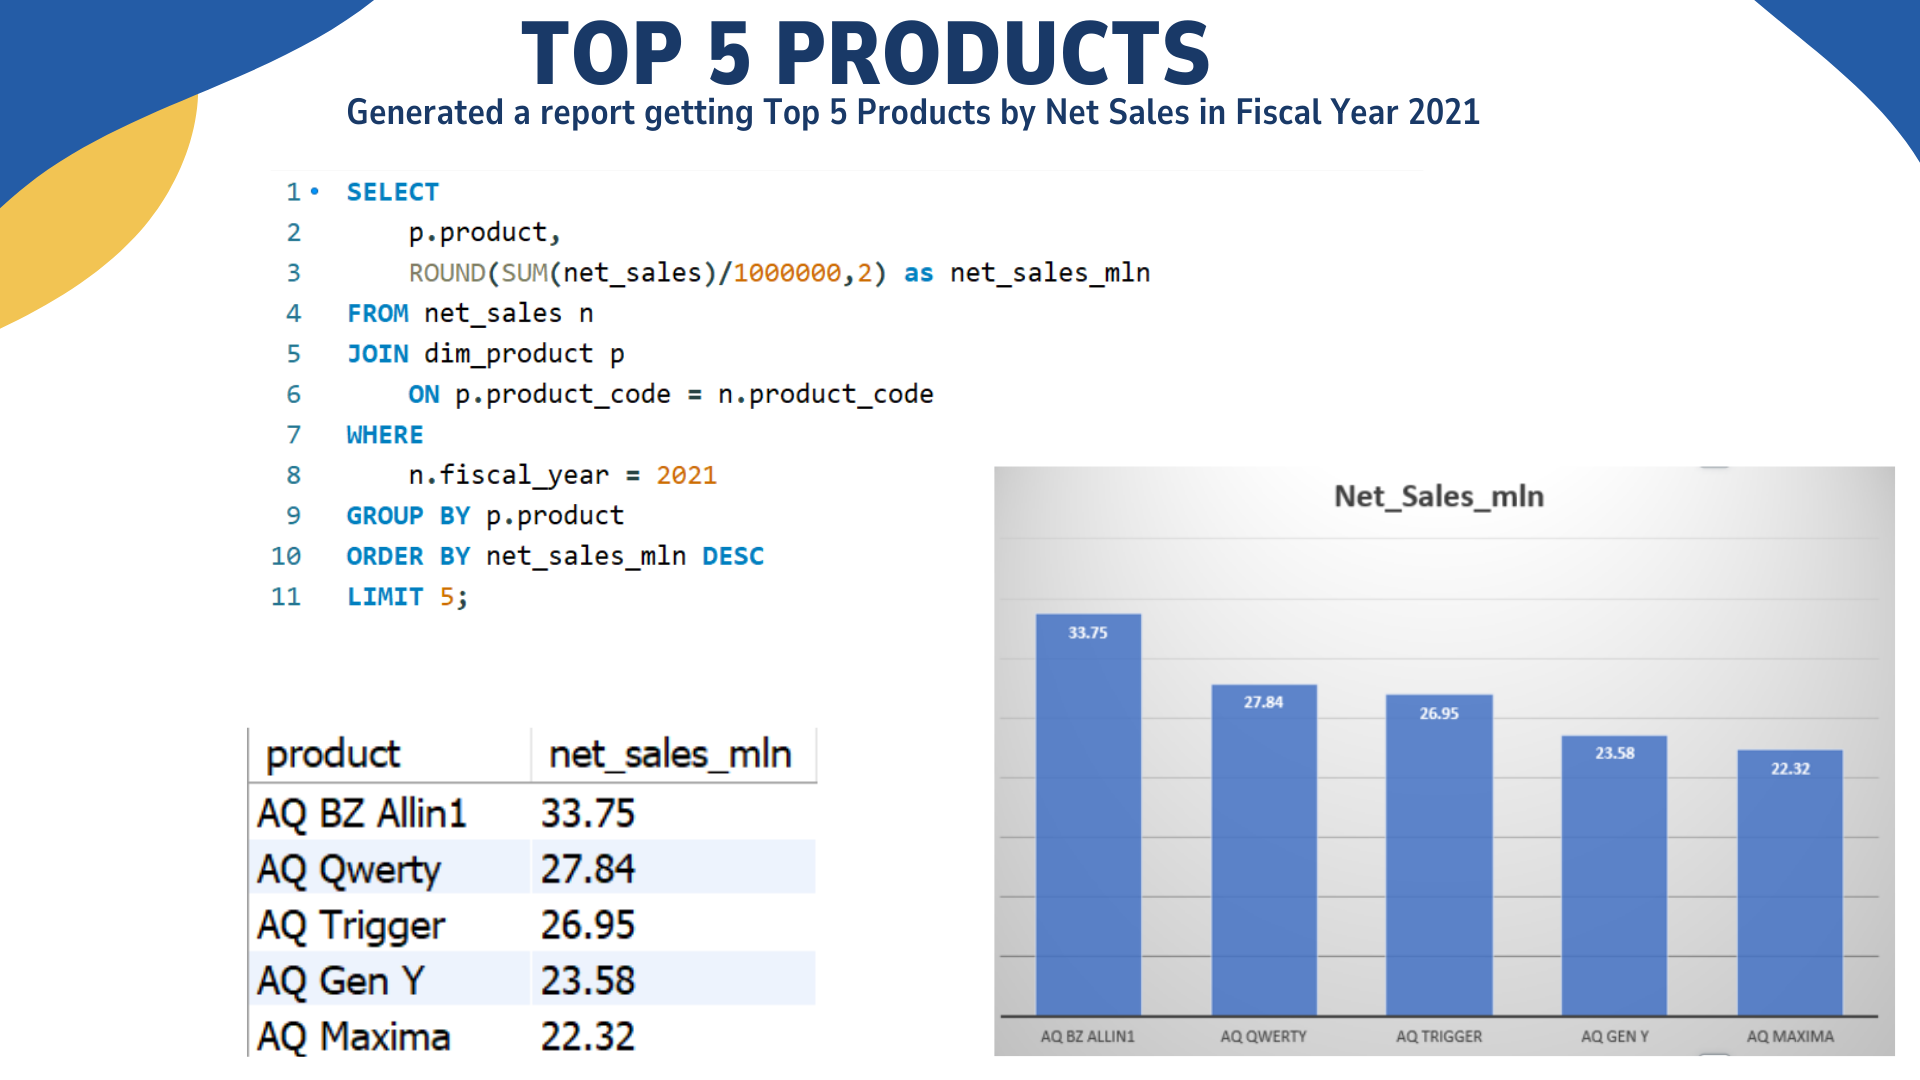 TOP 5 PRODUCTS
Generated a report getting Top 5 Products by Net Sales in Fiscal Year 2021
1 • SELECT
2 p.product,
3 ROUND(SUM(net_sales)/1000000,2) as net_sales_mln
4 FROM net_sales n
5 JOIN dim_product p
6 ON p.product_code = n.product_code
7 WHERE
8 n.fiscal_year = 2021
9 GROUP BY p.product
10 ORDER BY net_sales_mln DESC
11 LIMIT 5;
product net_sales_mln
AQ BZ Allin1 33.75
AQ Qwerty 27.84
AQ Trigger 26.95
AQ Gen Y 23.58
AQ Maxima 22.32
Net_Sales_mln
33.75
27.84
26.95
23.58
22.32
AQ BZ ALLIN1 AQ QWERTY AQ TRIGGER AQ GEN Y AQ MAXIMA